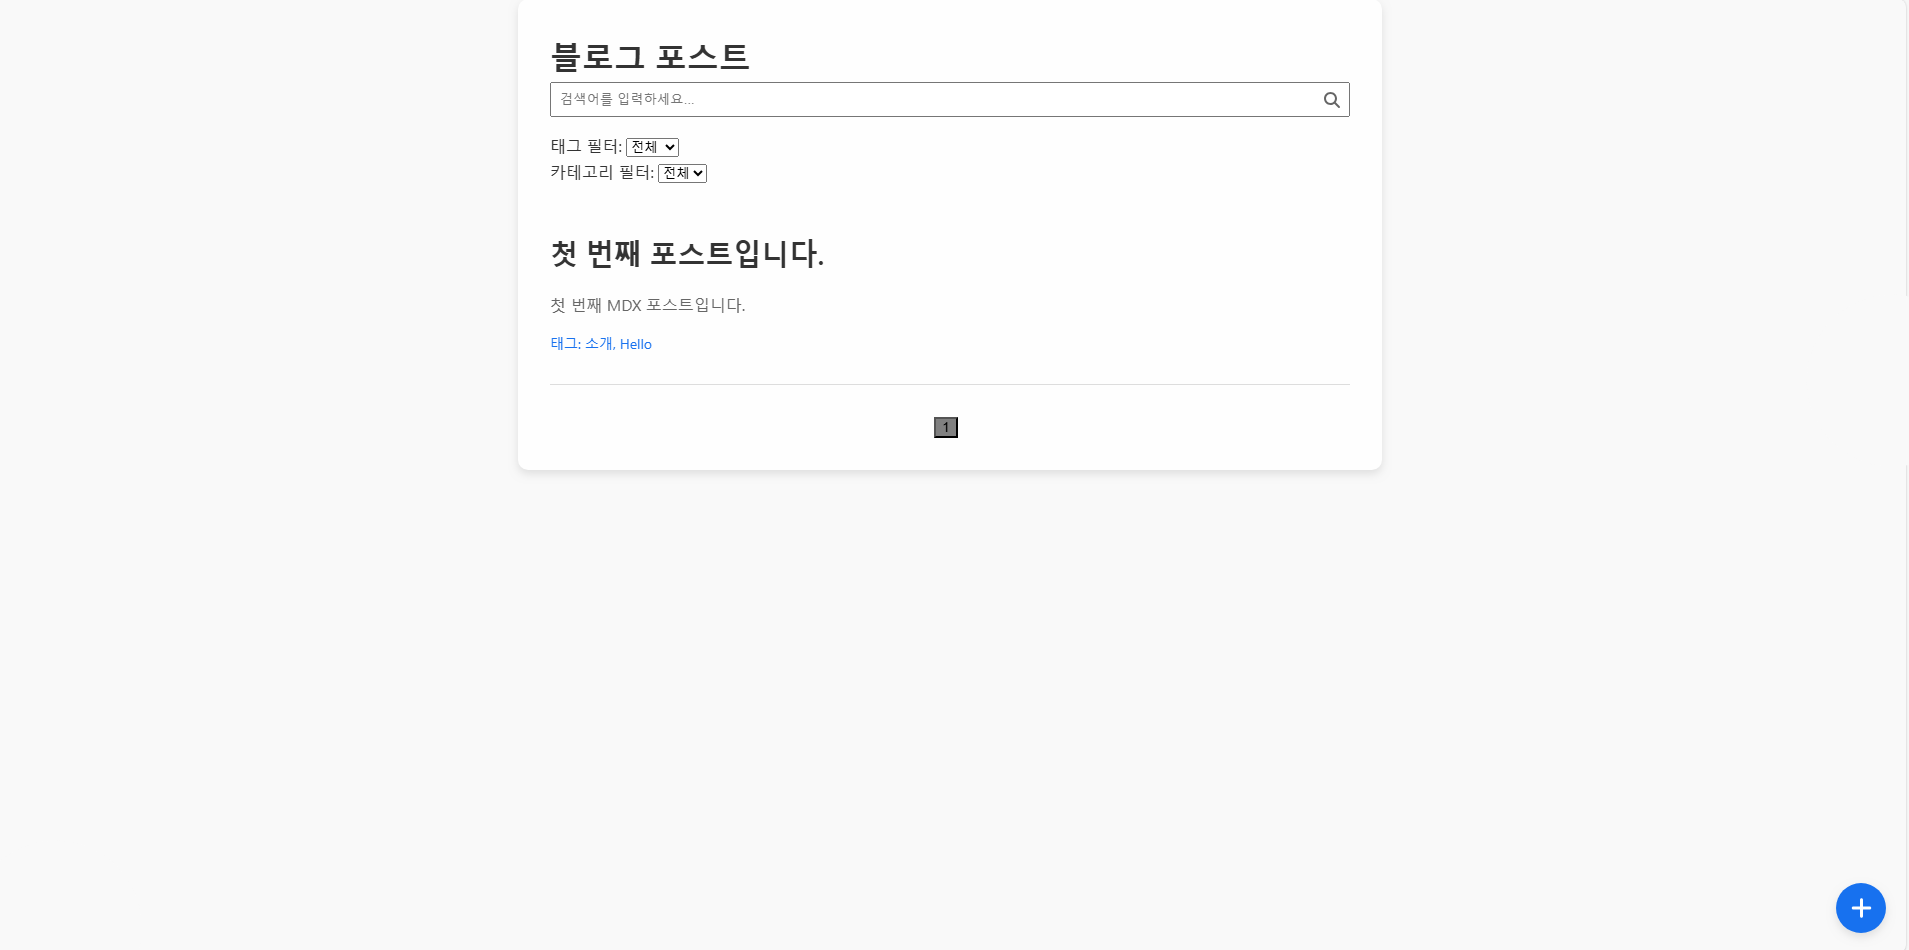 블로그 포스트
검색어를 입력하세요...
태그 필터: 전체
카테고리 필터: 전체
첫 번째 포스트입니다.
첫 번째 MDX 포스트입니다.
태그: 소개, Hello
1